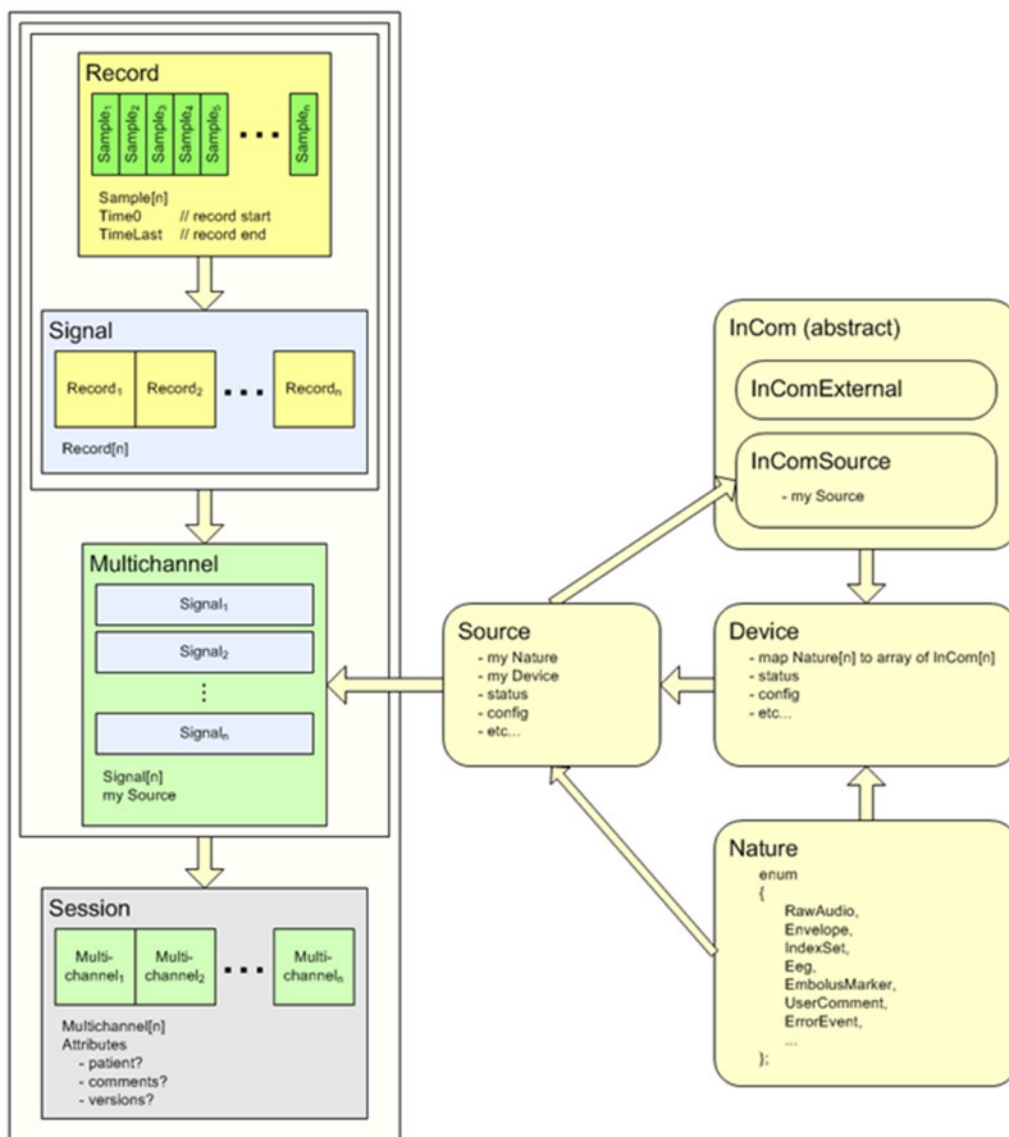 Record
Sample1 Sample2 Sample3 Sample4 Sample5 ... Samplen
Sample[n]
Time0 // record start
TimeLast // record end
Signal
Record1 Record2 ... Recordn
Record[n]
Multichannel
Signal1
Signal2
⋮
Signaln
Signal[n]
my Source
Session
Multi-
channel1
Multi-
channel2
...
Multi-
channeln
Multichannel[n]
Attributes
- patient?
- comments?
- versions?
Source
- my Nature
- my Device
- status
- config
- etc...
InCom (abstract)
InComExternal
InComSource
- my Source
Device
- map Nature[n] to array of InCom[n]
- status
- config
- etc...
Nature
enum
{
RawAudio,
Envelope,
IndexSet,
Eeg,
EmbolusMarker,
UserComment,
ErrorEvent,
...
};